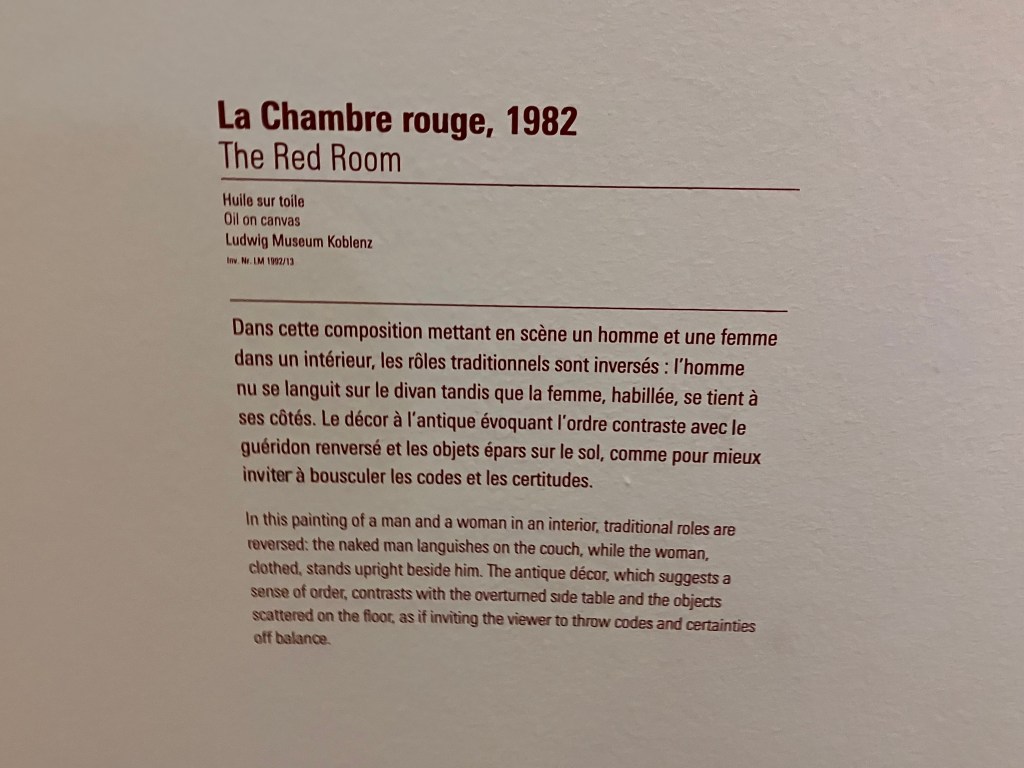 La Chambre rouge, 1982
The Red Room
Huile sur toile
Oil on canvas
Ludwig Museum Koblenz
Inv. Nr. LM 1992/13
Dans cette composition mettant en scène un homme et une femme
dans un intérieur, les rôles traditionnels sont inversés : l'homme
nu se languit sur le divan tandis que la femme, habillée, se tient à
ses côtés. Le décor à l'antique évoquant l'ordre contraste avec le
guéridon renversé et les objets épars sur le sol, comme pour mieux
inviter à bousculer les codes et les certitudes.
In this painting of a man and a woman in an interior, traditional roles are
reversed: the naked man languishes on the couch, while the woman,
clothed, stands upright beside him. The antique décor, which suggests a
sense of order, contrasts with the overturned side table and the objects
scattered on the floor, as if inviting the viewer to throw codes and certainties
off balance.